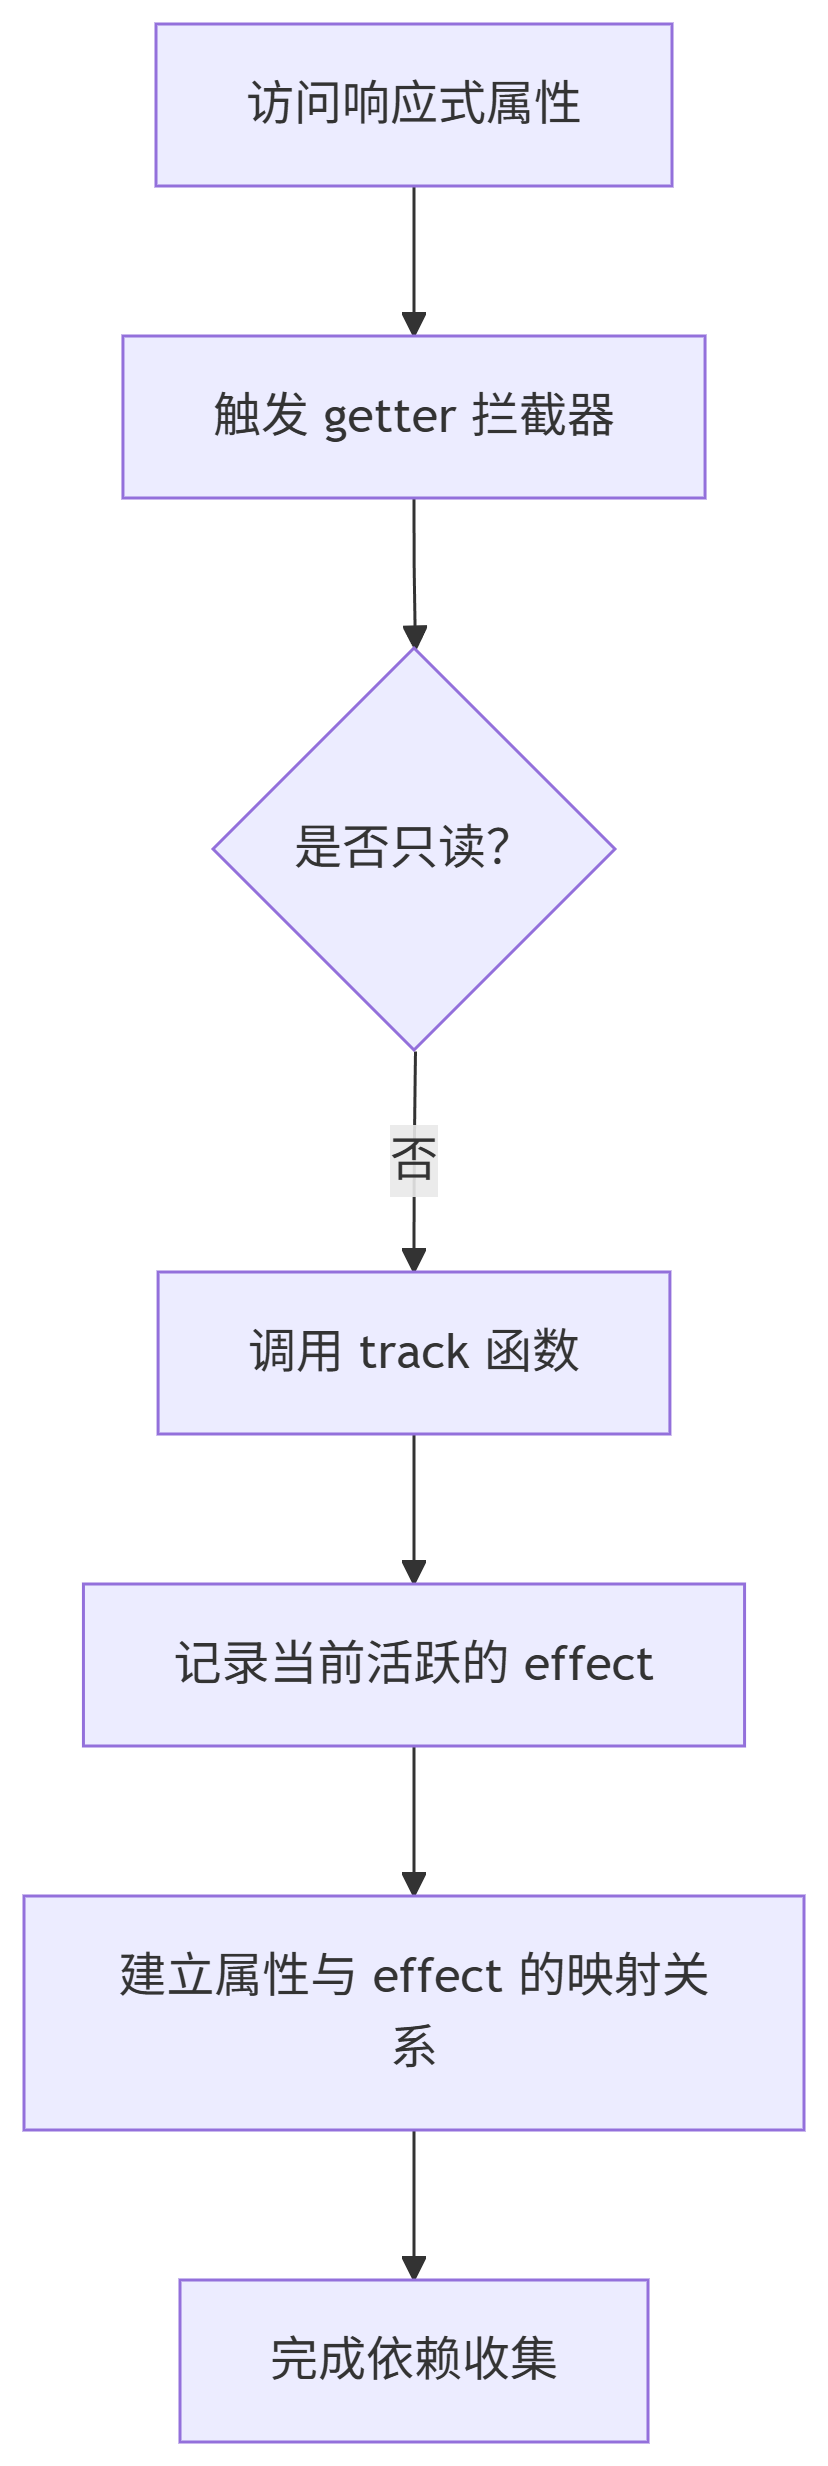 访问响应式属性
触发 getter 拦截器
是否只读？
否
调用 track 函数
记录当前活跃的 effect
建立属性与 effect 的映射关
系
完成依赖收集